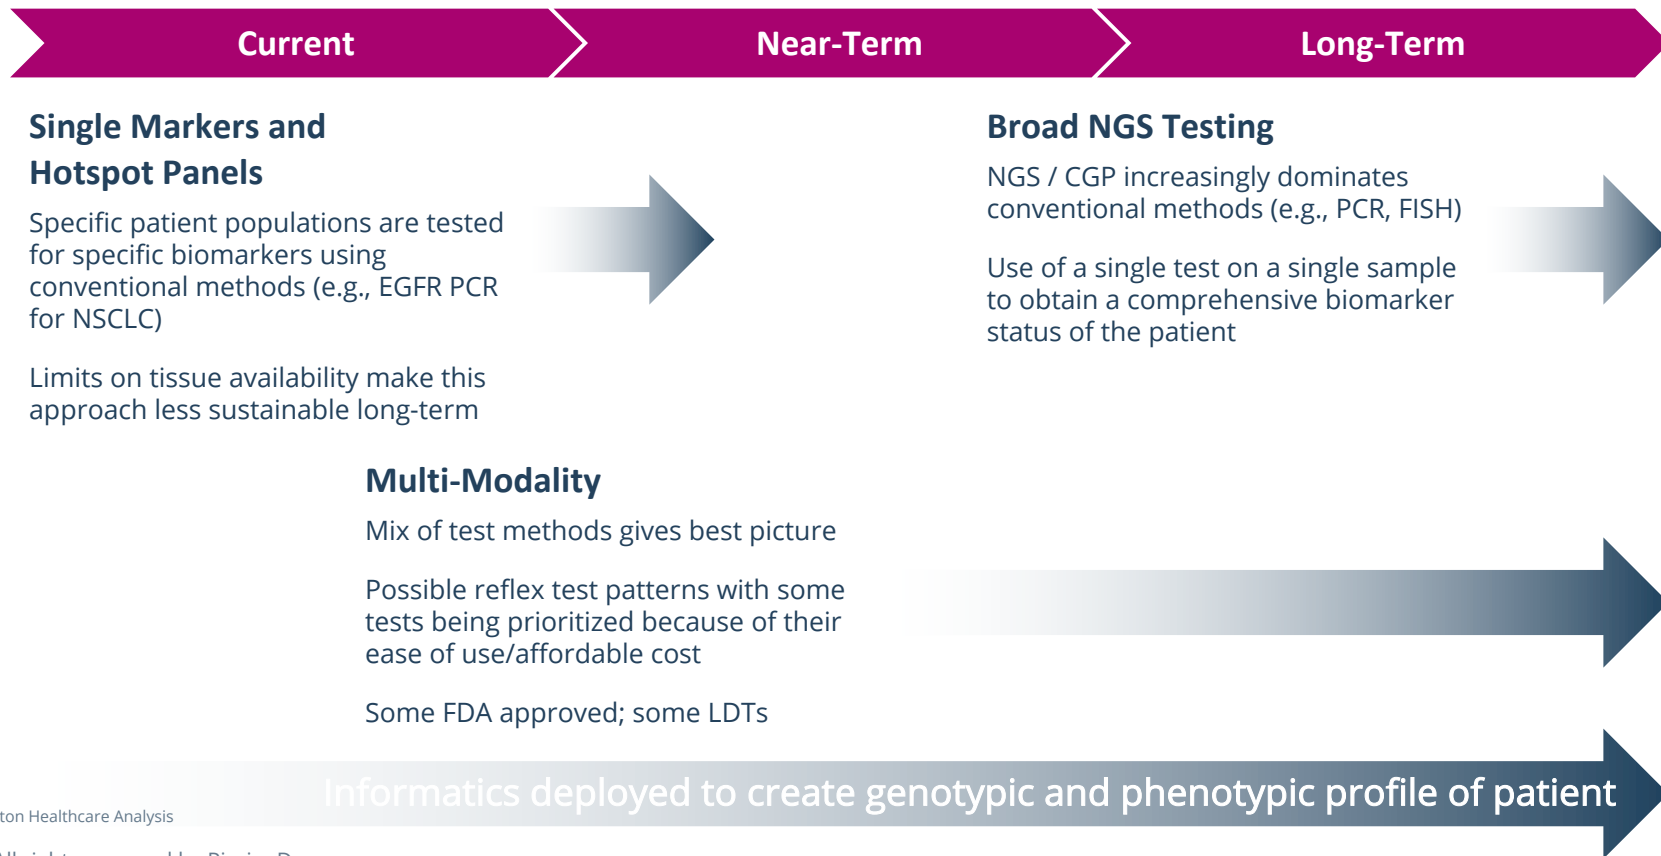 Current
Near-Term
Long-Term
Single Markers and
Hotspot Panels
Specific patient populations are tested
for specific biomarkers using
conventional methods (e.g., EGFR PCR
for NSCLC)
Limits on tissue availability make this
approach less sustainable long-term
Broad NGS Testing
NGS / CGP increasingly dominates
conventional methods (e.g., PCR, FISH)
Use of a single test on a single sample
to obtain a comprehensive biomarker
status of the patient
Multi-Modality
Mix of test methods gives best picture
Possible reflex test patterns with some
tests being prioritized because of their
ease of use/affordable cost
Some FDA approved; some LDTs
Informatics deployed to create genotypic and phenotypic profile of patient
ton Healthcare Analysis